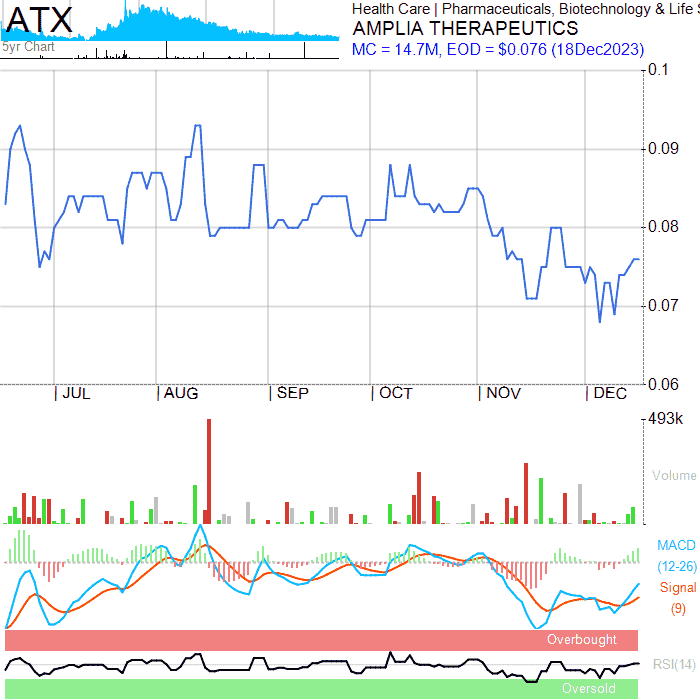 ATX
5yr Chart
Health Care | Pharmaceuticals, Biotechnology & Life S
AMPLIA THERAPEUTICS
MC = 14.7M, EOD = $0.076 (18Dec2023)
0.1
0.09
0.08
0.07
0.06
| JUL | AUG | SEP | OCT | NOV | DEC
493k
Volume
MACD
(12-26)
Signal
(9)
Overbought
RSI(14)
Oversold